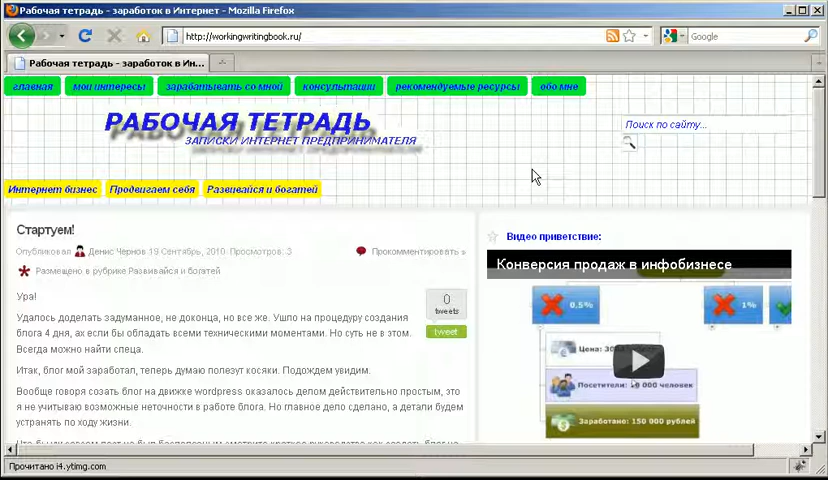 Рабочая тетрадь - заработок в Интернет - Mozilla Firefox
http://workingwritingbook.ru/
Google
Рабочая тетрадь - заработок в Ин...
главная
мои интересы
зарабатывать со мной
консультации
рекомендуемые ресурсы
обо мне
РАБОЧАЯ ТЕТРАДЬ
ЗАПИСКИ ИНТЕРНЕТ ПРЕДПРИНИМАТЕЛЯ
Поиск по сайту...
Интернет бизнес
Продвигаем себя
Развивайся и богатей
Стартуем!
Опубликовал Денис Чернов 19 Сентябрь, 2010. Просмотров: 3
Прокомментировать »
Размещено в рубрике Развивайся и богатей
Ура!
Удалось доделать задуманное, не доконца, но все же. Ушло на процедуру создания
блога 4 дня, ах если бы обладать всеми техническими моментами. Но суть не в этом.
Всегда можно найти спеца.
Итак, блог мой заработал, теперь думаю полезут косяки. Подождем увидим.
Вообще говоря созать блог на движке wordpress оказалось делом действительно простым, это
я не учитываю возможные неточности в работе блога. Но главное дело сделано, а детали будем
устранять по ходу жизни.
0
tweets
tweet
Видео приветствие:
Конверсия продаж в инфобизнесе
0,5%
1%
Цена:
Посетители: 10 000 человек
Заработано: 150 000 рублей
Прочитано i4.ytimg.com